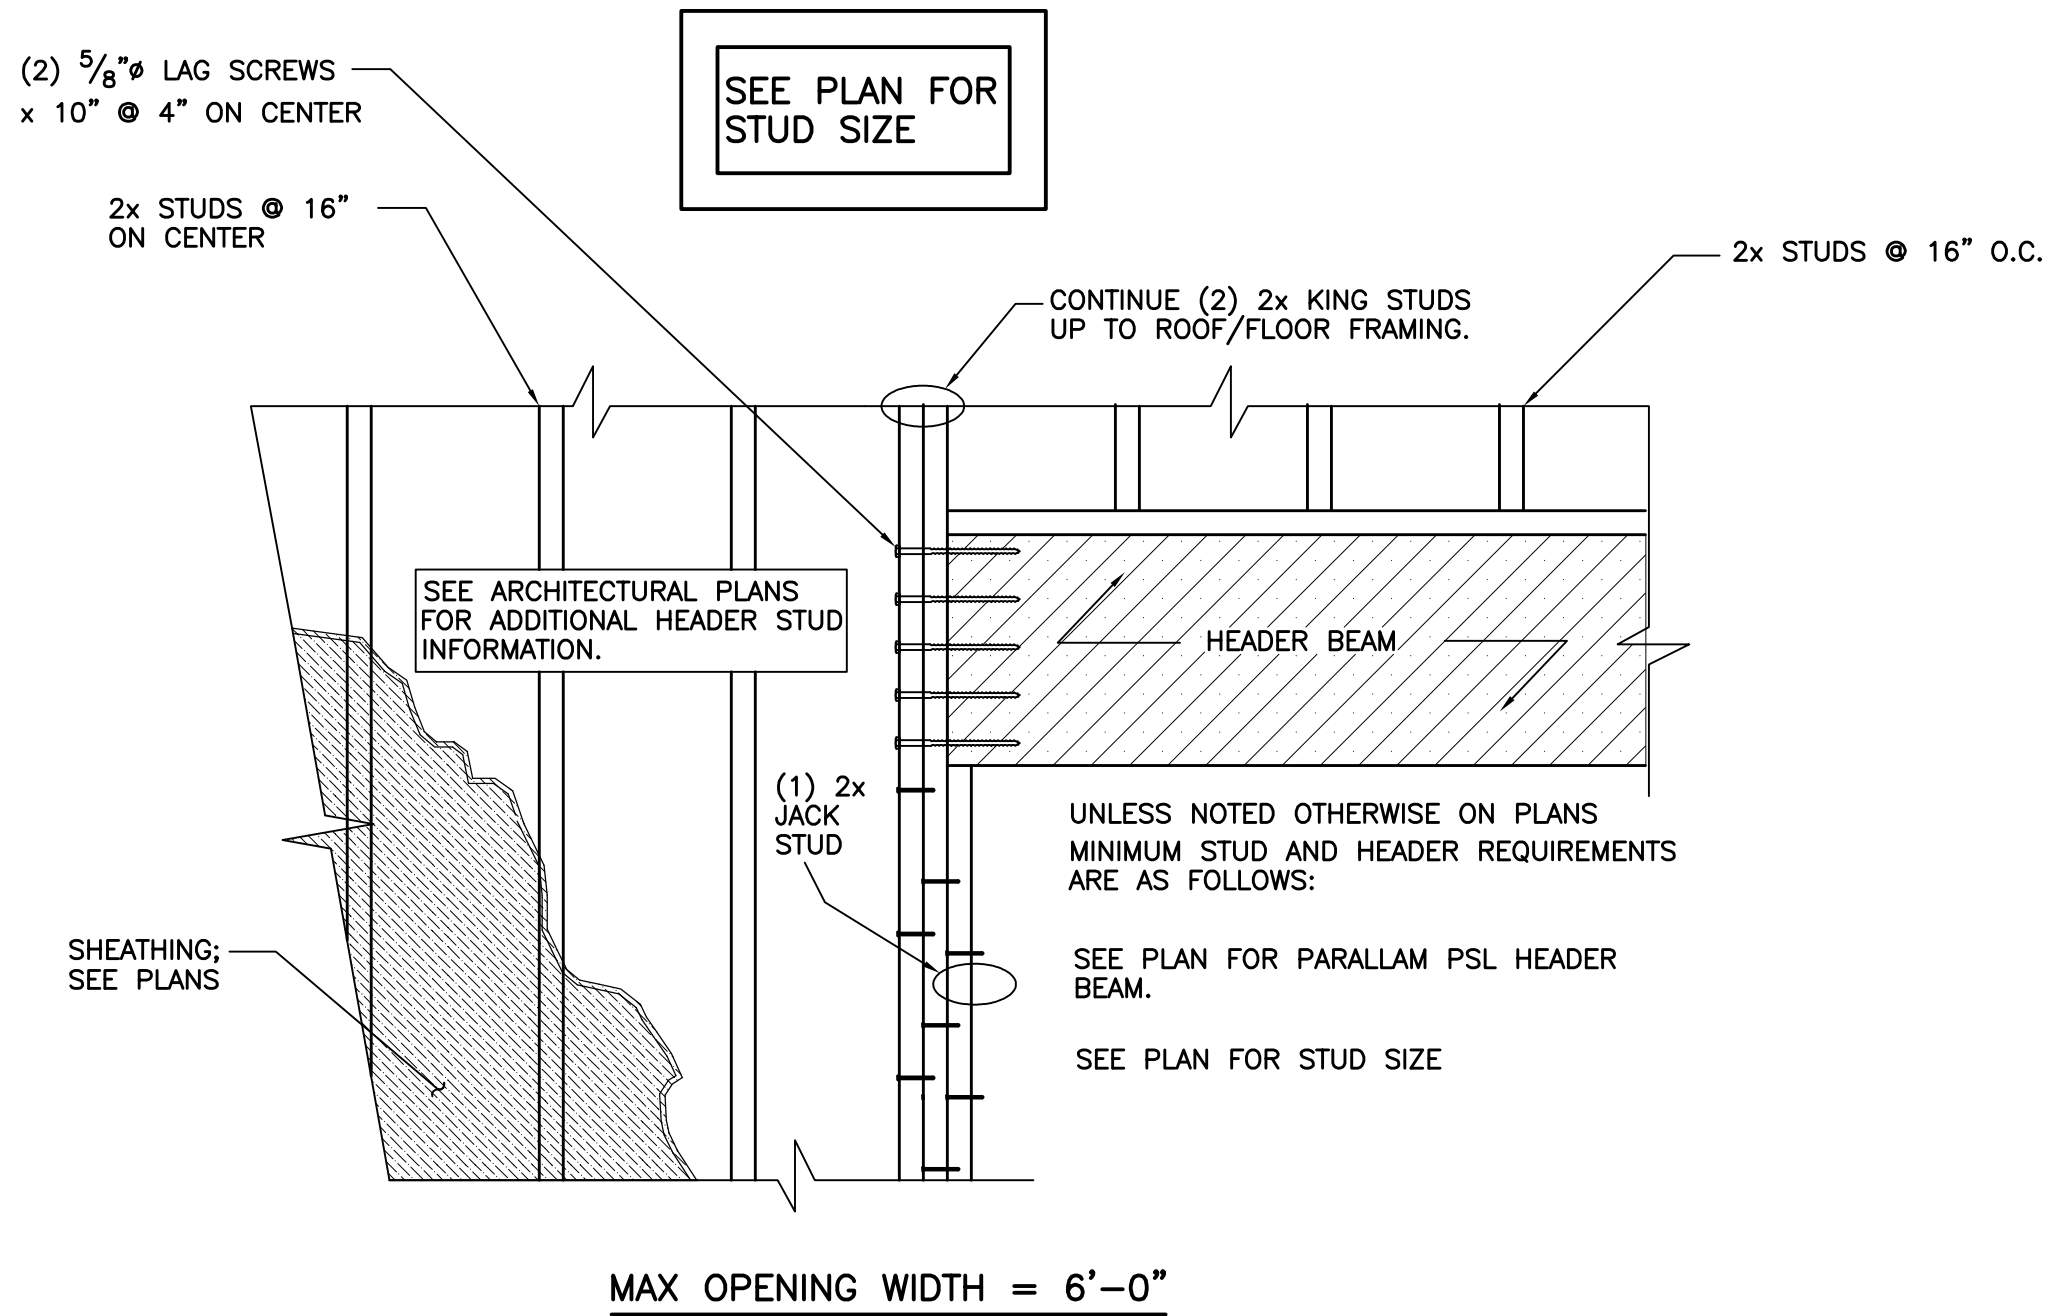 (2) 5/8"ø LAG SCREWS
x 10" @ 4" ON CENTER
SEE PLAN FOR
STUD SIZE
2x STUDS @ 16"
ON CENTER
2x STUDS @ 16" O.C.
CONTINUE (2) 2x KING STUDS
UP TO ROOF/FLOOR FRAMING.
SEE ARCHITECTURAL PLANS
FOR ADDITIONAL HEADER STUD
INFORMATION.
HEADER BEAM
(1) 2x
JACK
STUD
UNLESS NOTED OTHERWISE ON PLANS
MINIMUM STUD AND HEADER REQUIREMENTS
ARE AS FOLLOWS:
SHEATHING;
SEE PLANS
SEE PLAN FOR PARALLAM PSL HEADER
BEAM.
SEE PLAN FOR STUD SIZE
MAX OPENING WIDTH = 6'-0"